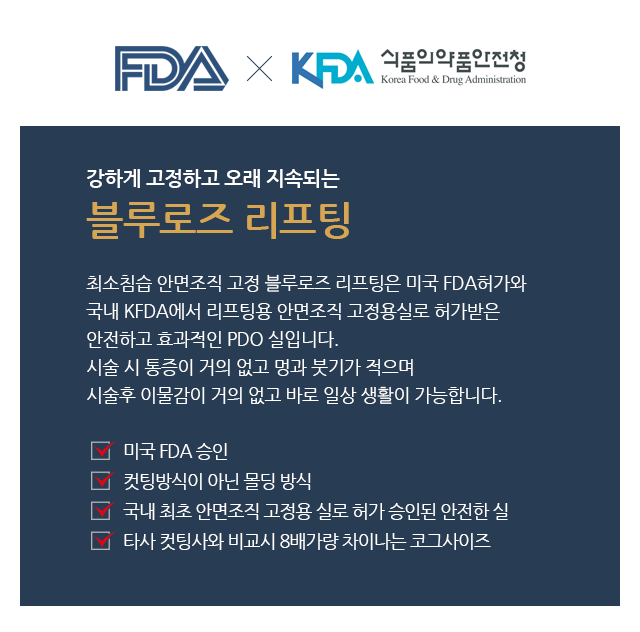 FDA × KFDA 식품의약품안전청
Korea Food & Drug Administration
강하게 고정하고 오래 지속되는
블루로즈 리프팅
최소침습 안면조직 고정 블루로즈 리프팅은 미국 FDA허가와
국내 KFDA에서 리프팅용 안면조직 고정용실로 허가받은
안전하고 효과적인 PDO 실입니다.
시술 시 통증이 거의 없고 멍과 붓기가 적으며
시술후 이물감이 거의 없고 바로 일상 생활이 가능합니다.
미국 FDA 승인
컷팅방식이 아닌 몰딩 방식
국내 최초 안면조직 고정용 실로 허가 승인된 안전한 실
타사 컷팅사와 비교시 8배가량 차이나는 코그사이즈